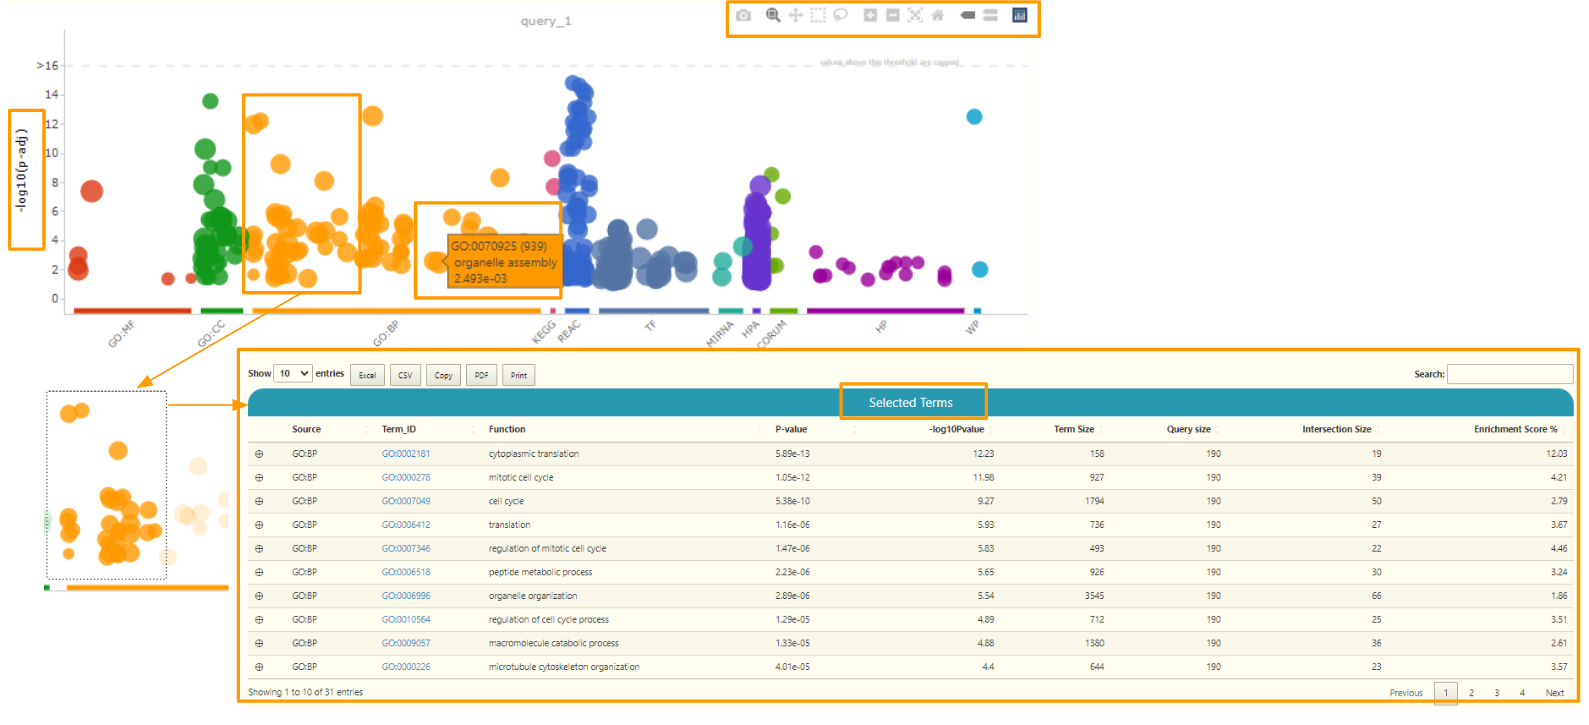 query_1
values above this threshold are capped
-log10(p-adj)
>16
14
12
10
8
6
4
2
0
GO:0070925 (939)
organelle assembly
2.493e-03
GO:MF
GO:CC
GO:BP
KEGG
REAC
TF
MIRNA
HPA
CORUM
HP
WP
Show 10 entries Excel CSV Copy PDF Print Search:
Selected Terms
Source Term_ID Function P-value -log10Pvalue Term Size Query size Intersection Size Enrichment Score %
GO:BP GO:0002181 cytoplasmic translation 5.89e-13 12.23 158 190 19 12.03
GO:BP GO:0000278 mitotic cell cycle 1.05e-12 11.98 927 190 39 4.21
GO:BP GO:0007049 cell cycle 5.38e-10 9.27 1794 190 50 2.79
GO:BP GO:0006412 translation 1.16e-06 5.93 736 190 27 3.67
GO:BP GO:0007346 regulation of mitotic cell cycle 1.47e-06 5.83 493 190 22 4.46
GO:BP GO:0006518 peptide metabolic process 2.23e-06 5.65 926 190 30 3.24
GO:BP GO:0006996 organelle organization 2.89e-06 5.54 3545 190 66 1.86
GO:BP GO:0010564 regulation of cell cycle process 1.29e-05 4.89 712 190 25 3.51
GO:BP GO:0009057 macromolecule catabolic process 1.33e-05 4.88 1380 190 36 2.61
GO:BP GO:0000226 microtubule cytoskeleton organization 4.01e-05 4.4 644 190 23 3.57
Showing 1 to 10 of 31 entries Previous 1 2 3 4 Next